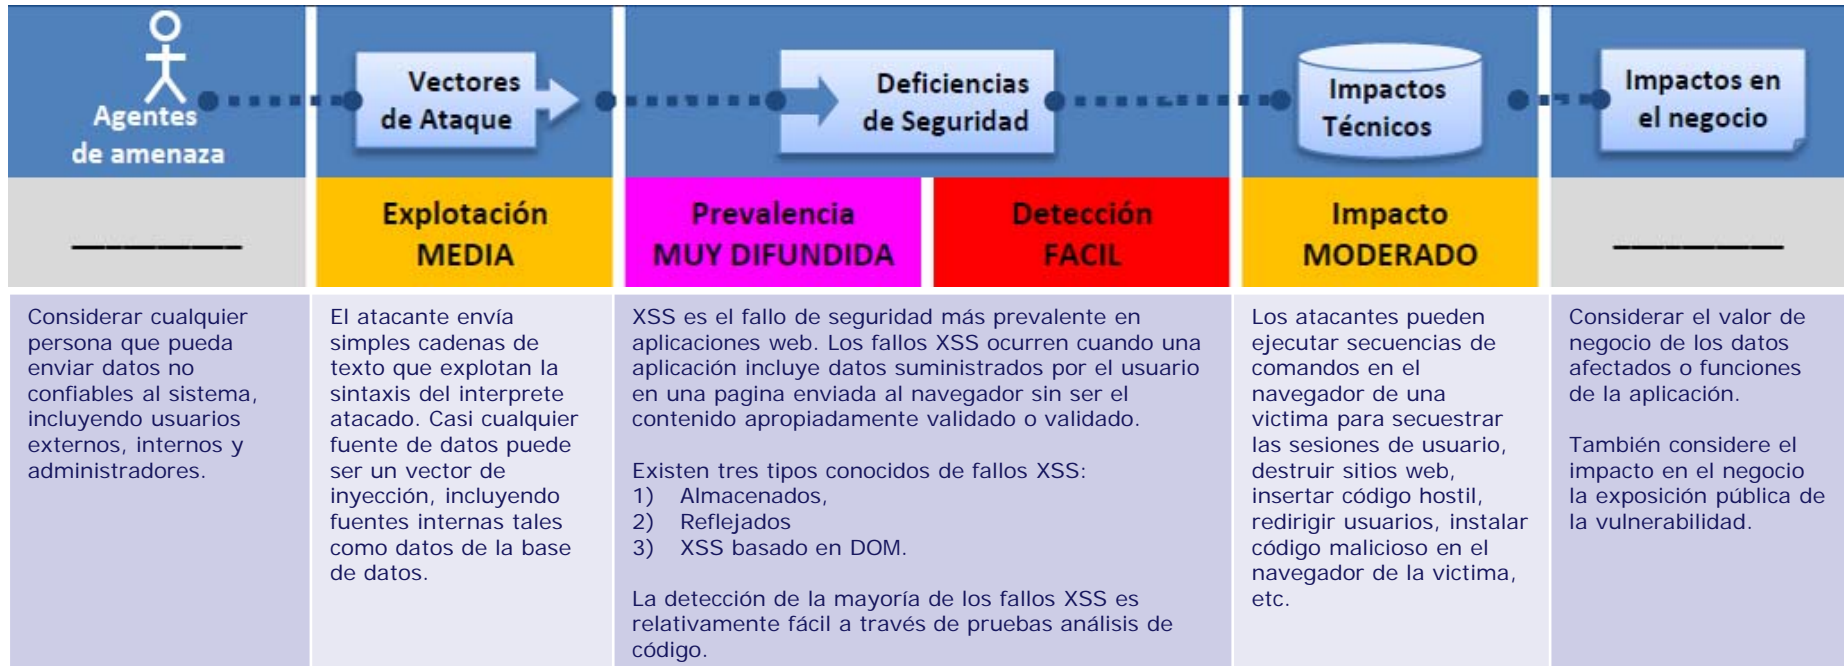 Agentes
de amenaza
Vectores
de Ataque
Deficiencias
de Seguridad
Impactos
Técnicos
Impactos en
el negocio
__________
Explotación
MEDIA
Prevalencia
MUY DIFUNDIDA
Detección
FACIL
Impacto
MODERADO
__________
Considerar cualquier
persona que pueda
enviar datos no
confiables al sistema,
incluyendo usuarios
externos, internos y
administradores.
El atacante envía
simples cadenas de
texto que explotan la
sintaxis del interprete
atacado. Casi cualquier
fuente de datos puede
ser un vector de
inyección, incluyendo
fuentes internas tales
como datos de la base
de datos.
XSS es el fallo de seguridad más prevalente en
aplicaciones web. Los fallos XSS ocurren cuando una
aplicación incluye datos suministrados por el usuario
en una pagina enviada al navegador sin ser el
contenido apropiadamente validado o validado.
Existen tres tipos conocidos de fallos XSS:
1) Almacenados,
2) Reflejados
3) XSS basado en DOM.
La detección de la mayoría de los fallos XSS es
relativamente fácil a través de pruebas análisis de
código.
Los atacantes pueden
ejecutar secuencias de
comandos en el
navegador de una
victima para secuestrar
las sesiones de usuario,
destruir sitios web,
insertar código hostil,
redirigir usuarios, instalar
código malicioso en el
navegador de la victima,
etc.
Considerar el valor de
negocio de los datos
afectados o funciones
de la aplicación.
También considere el
impacto en el negocio
la exposición pública de
la vulnerabilidad.